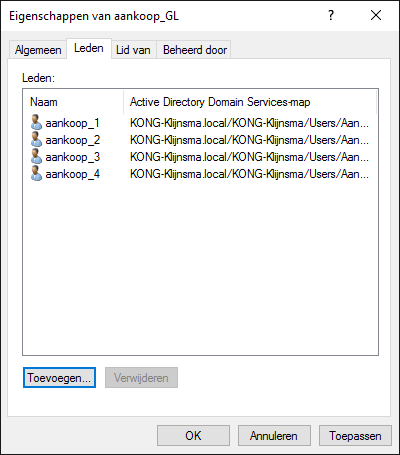 Eigenschappen van aankoop_GL
Algemeen Leden Lid van Beheerd door
Leden:
Naam Active Directory Domain Services-map
aankoop_1 KONG-Klijnsma.local/KONG-Klijnsma/Users/Aan...
aankoop_2 KONG-Klijnsma.local/KONG-Klijnsma/Users/Aan...
aankoop_3 KONG-Klijnsma.local/KONG-Klijnsma/Users/Aan...
aankoop_4 KONG-Klijnsma.local/KONG-Klijnsma/Users/Aan...
Toevoegen... Verwijderen
OK Annuleren Toepassen